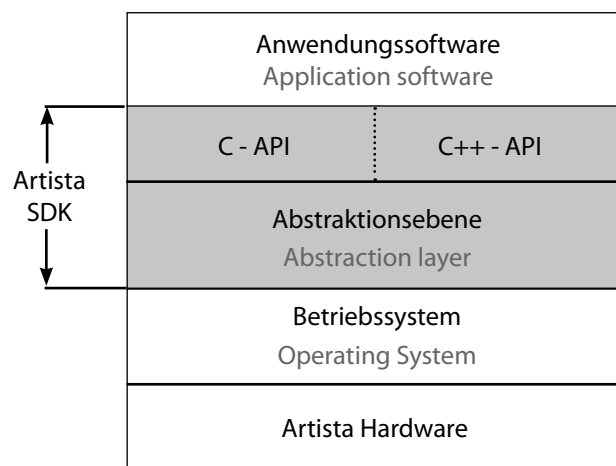 Anwendungssoftware
Application software
C - API
C++ - API
Artista
SDK
Abstraktionsebene
Abstraction layer
Betriebssystem
Operating System
Artista Hardware